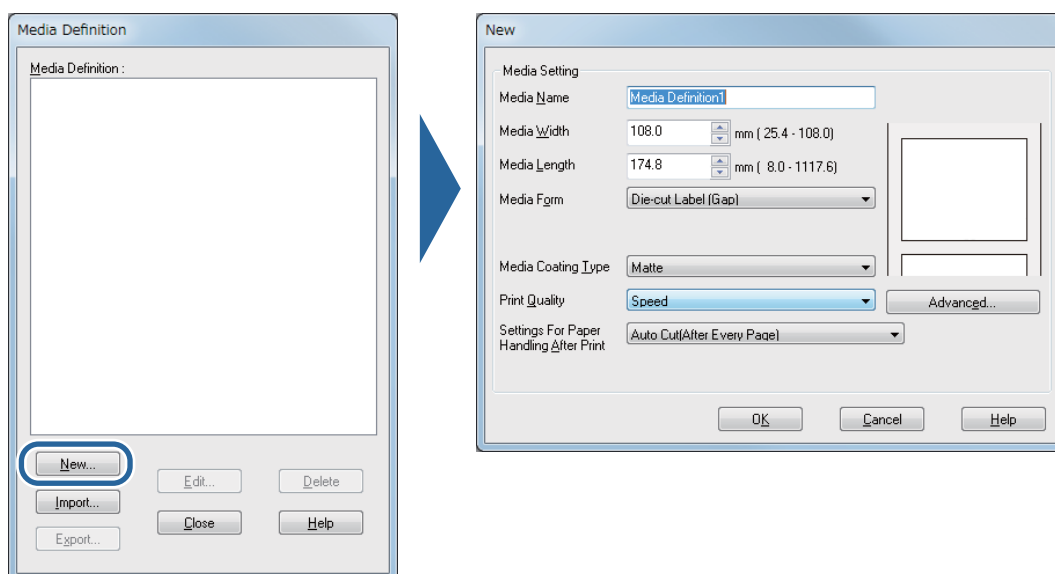 Media Definition
Media Definition :
New...
Edit...
Delete
Import...
Close
Help
Export...
New
Media Setting
Media Name
Media Definition1
Media Width
108.0
mm ( 25.4 - 108.0)
Media Length
174.8
mm (  8.0 - 1117.6)
Media Form
Die-cut Label (Gap)
Media Coating Type
Matte
Print Quality
Speed
Advanced...
Settings For Paper
Handling After Print
Auto Cut(After Every Page)
OK
Cancel
Help